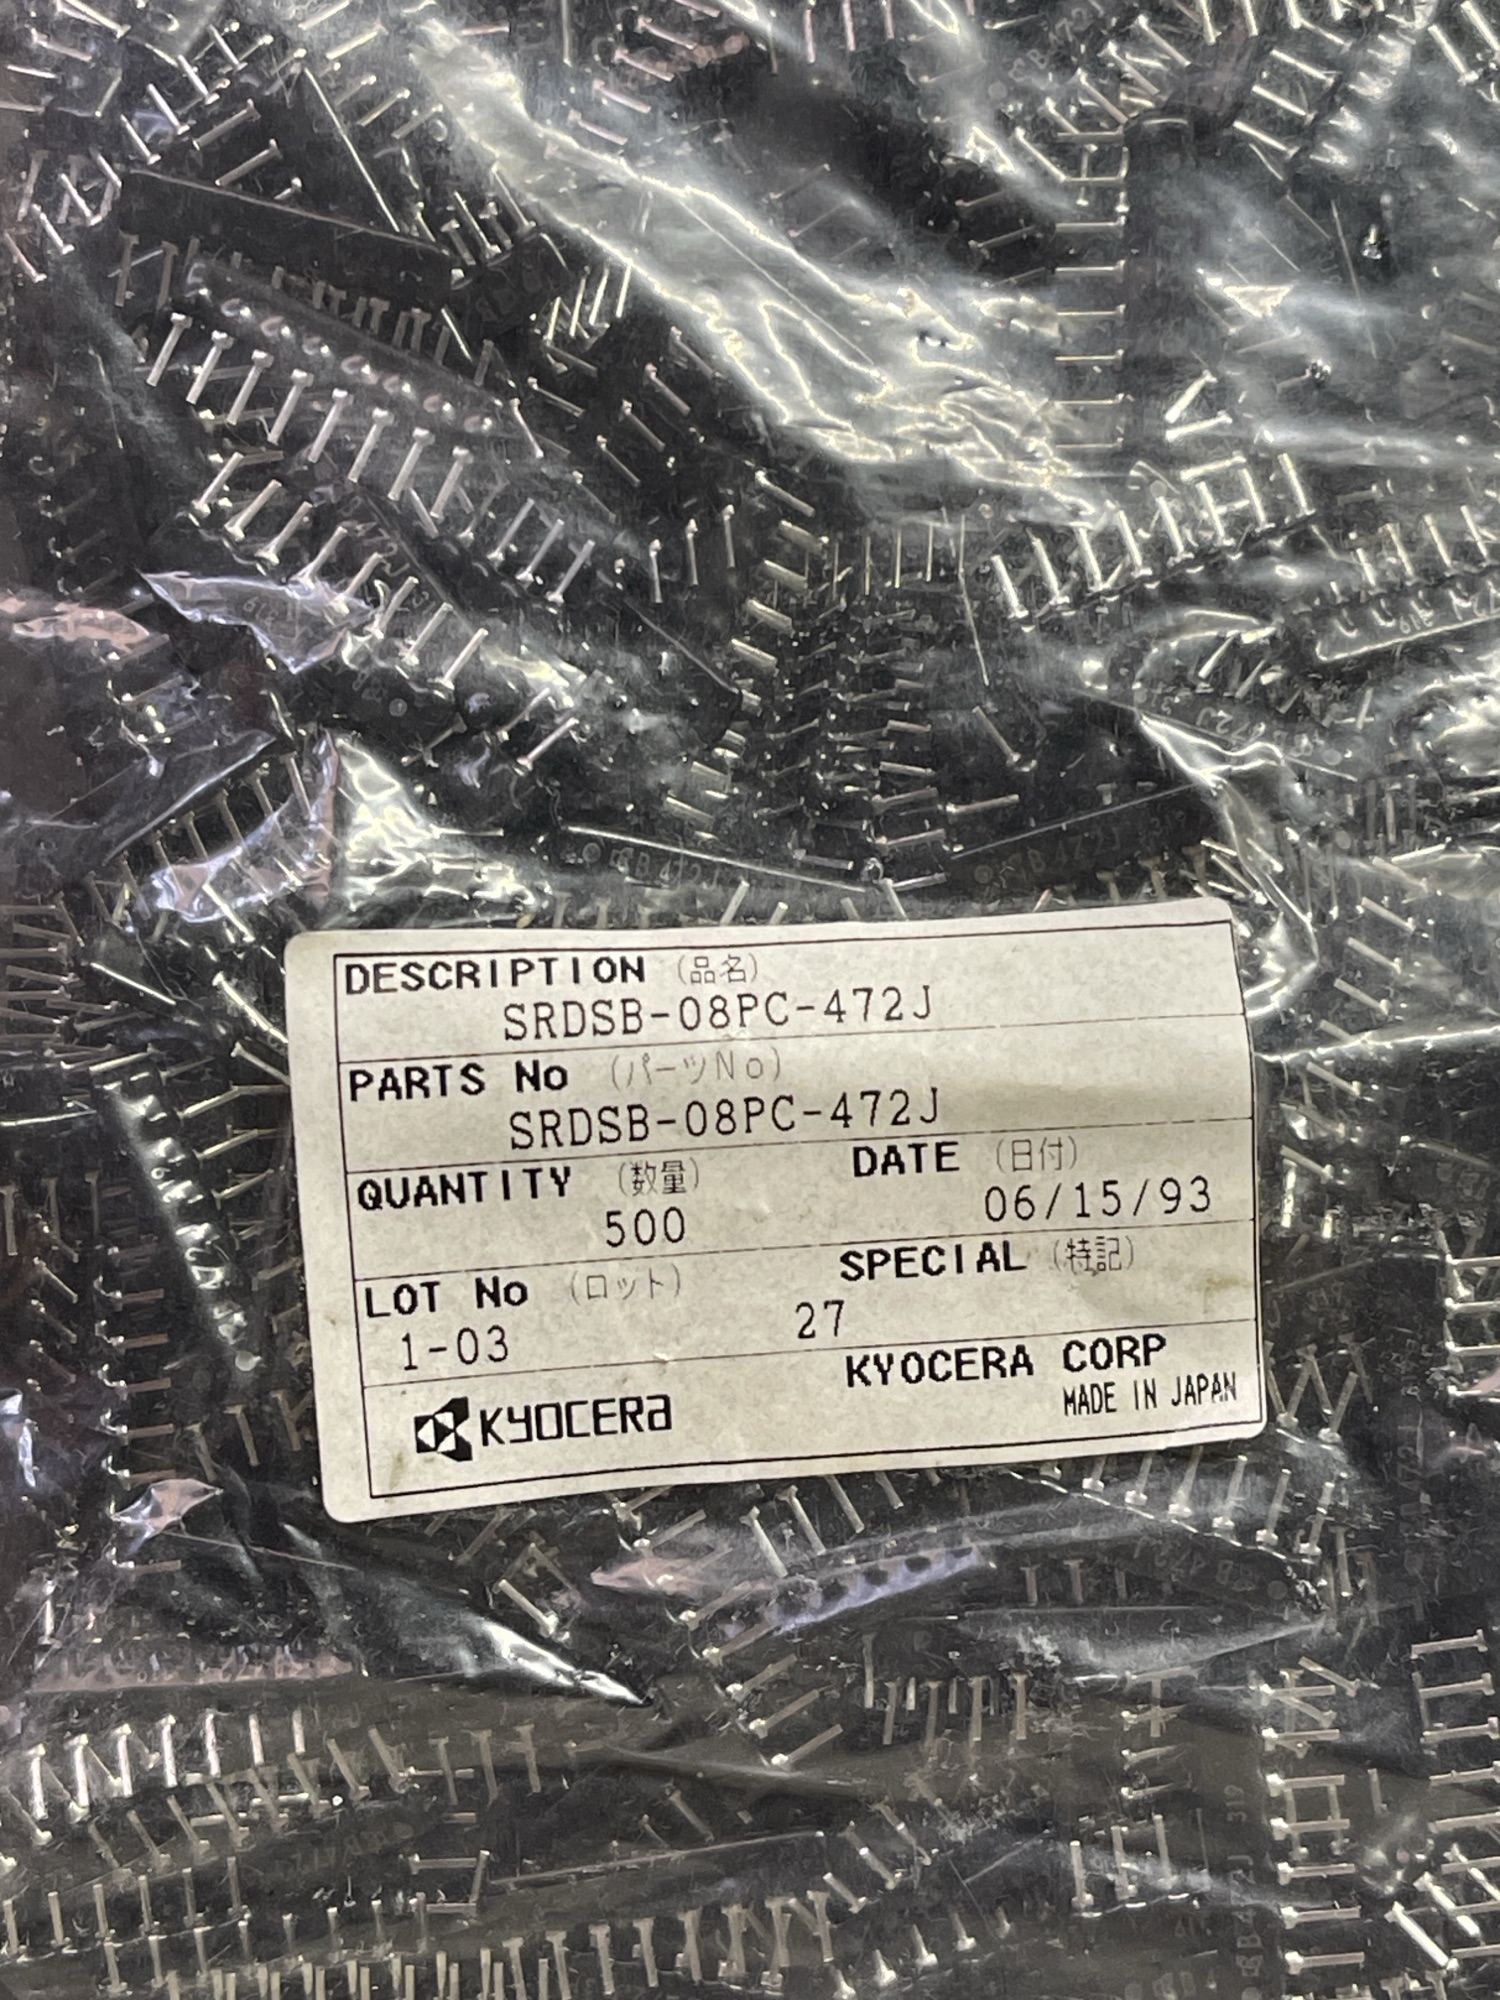 DESCRIPTION (品名)
SRDSB-08PC-472J
PARTS No (パーツNo)
SRDSB-08PC-472J
QUANTITY (数量) DATE (日付)
500 06/15/93
LOT No (ロット) SPECIAL (特記)
1-03 27
KYOCERA KYOCERA CORP
MADE IN JAPAN
B 472J
B 472J